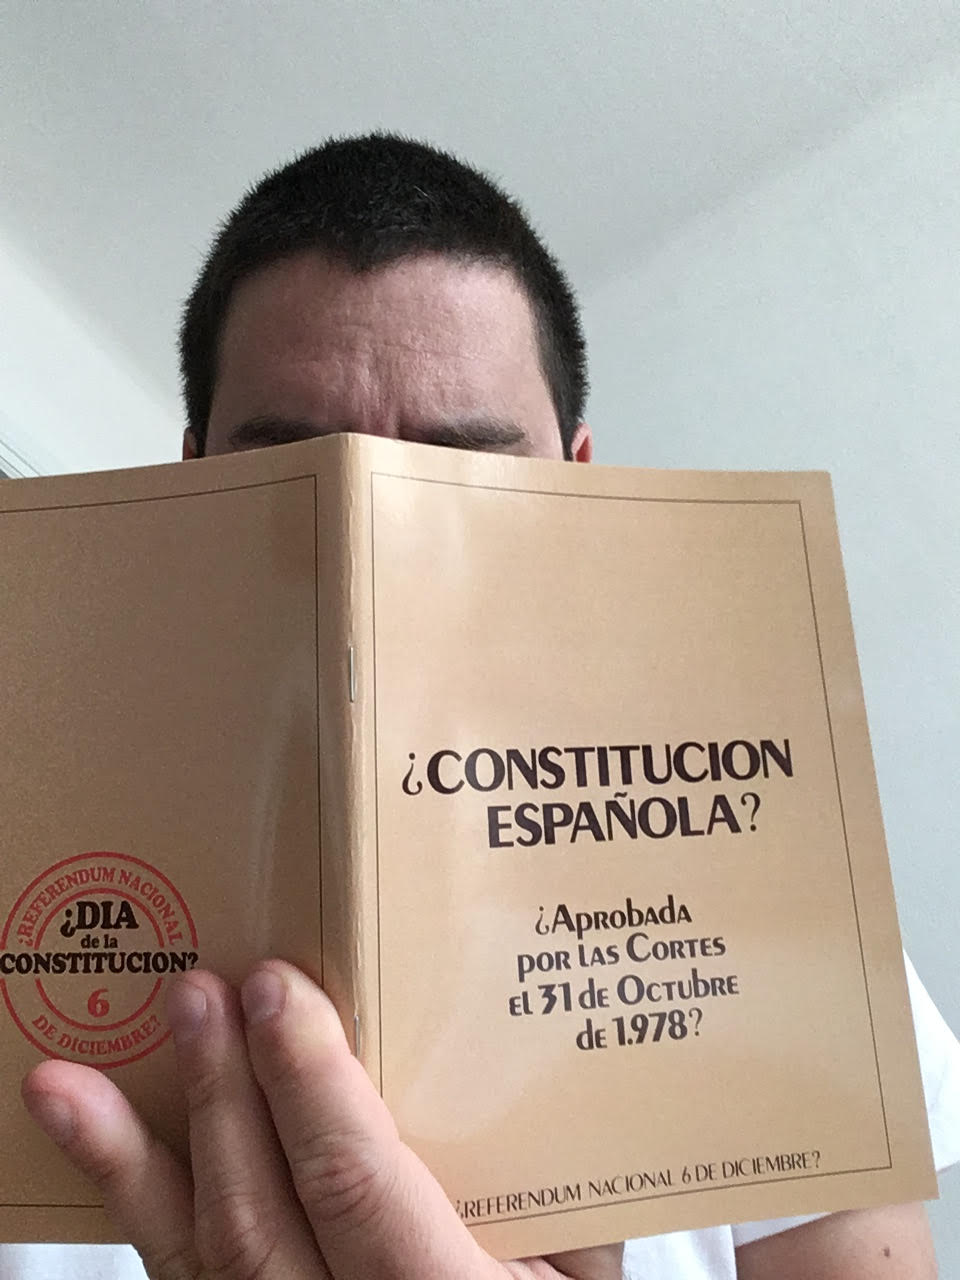 ¿REFERENDUM NACIONAL
¿DIA
de la
CONSTITUCION?
6
DE DICIEMBRE?
¿CONSTITUCION
ESPAÑOLA?
¿APROBADA
POR LAS CORTES
EL 31 de OCTUBRE
dE 1.978?
¿REFERENDUM NACIONAL 6 DE DICIEMBRE?